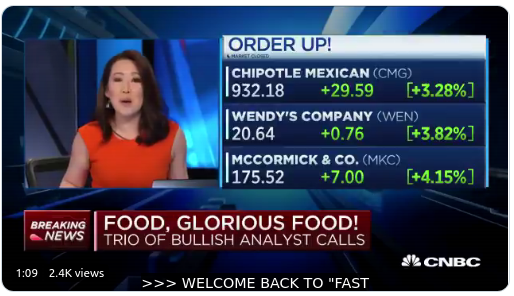 ORDER UP!
MARKET CLOSED
CHIPOTLE MEXICAN (CMG)
932.18 +29.59 [+3.28%]
WENDY'S COMPANY (WEN)
20.64 +0.76 [+3.82%]
MCCORMICK & CO. (MKC)
175.52 +7.00 [+4.15%]
BREAKING NEWS
FOOD, GLORIOUS FOOD!
TRIO OF BULLISH ANALYST CALLS
CNBC
1:09 2.4K views
>>> WELCOME BACK TO "FAST